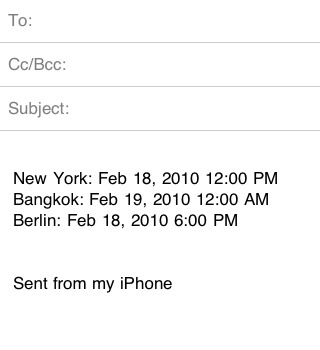 To:
Cc/Bcc:
Subject:
New York: Feb 18, 2010 12:00 PM
Bangkok: Feb 19, 2010 12:00 AM
Berlin: Feb 18, 2010 6:00 PM
Sent from my iPhone